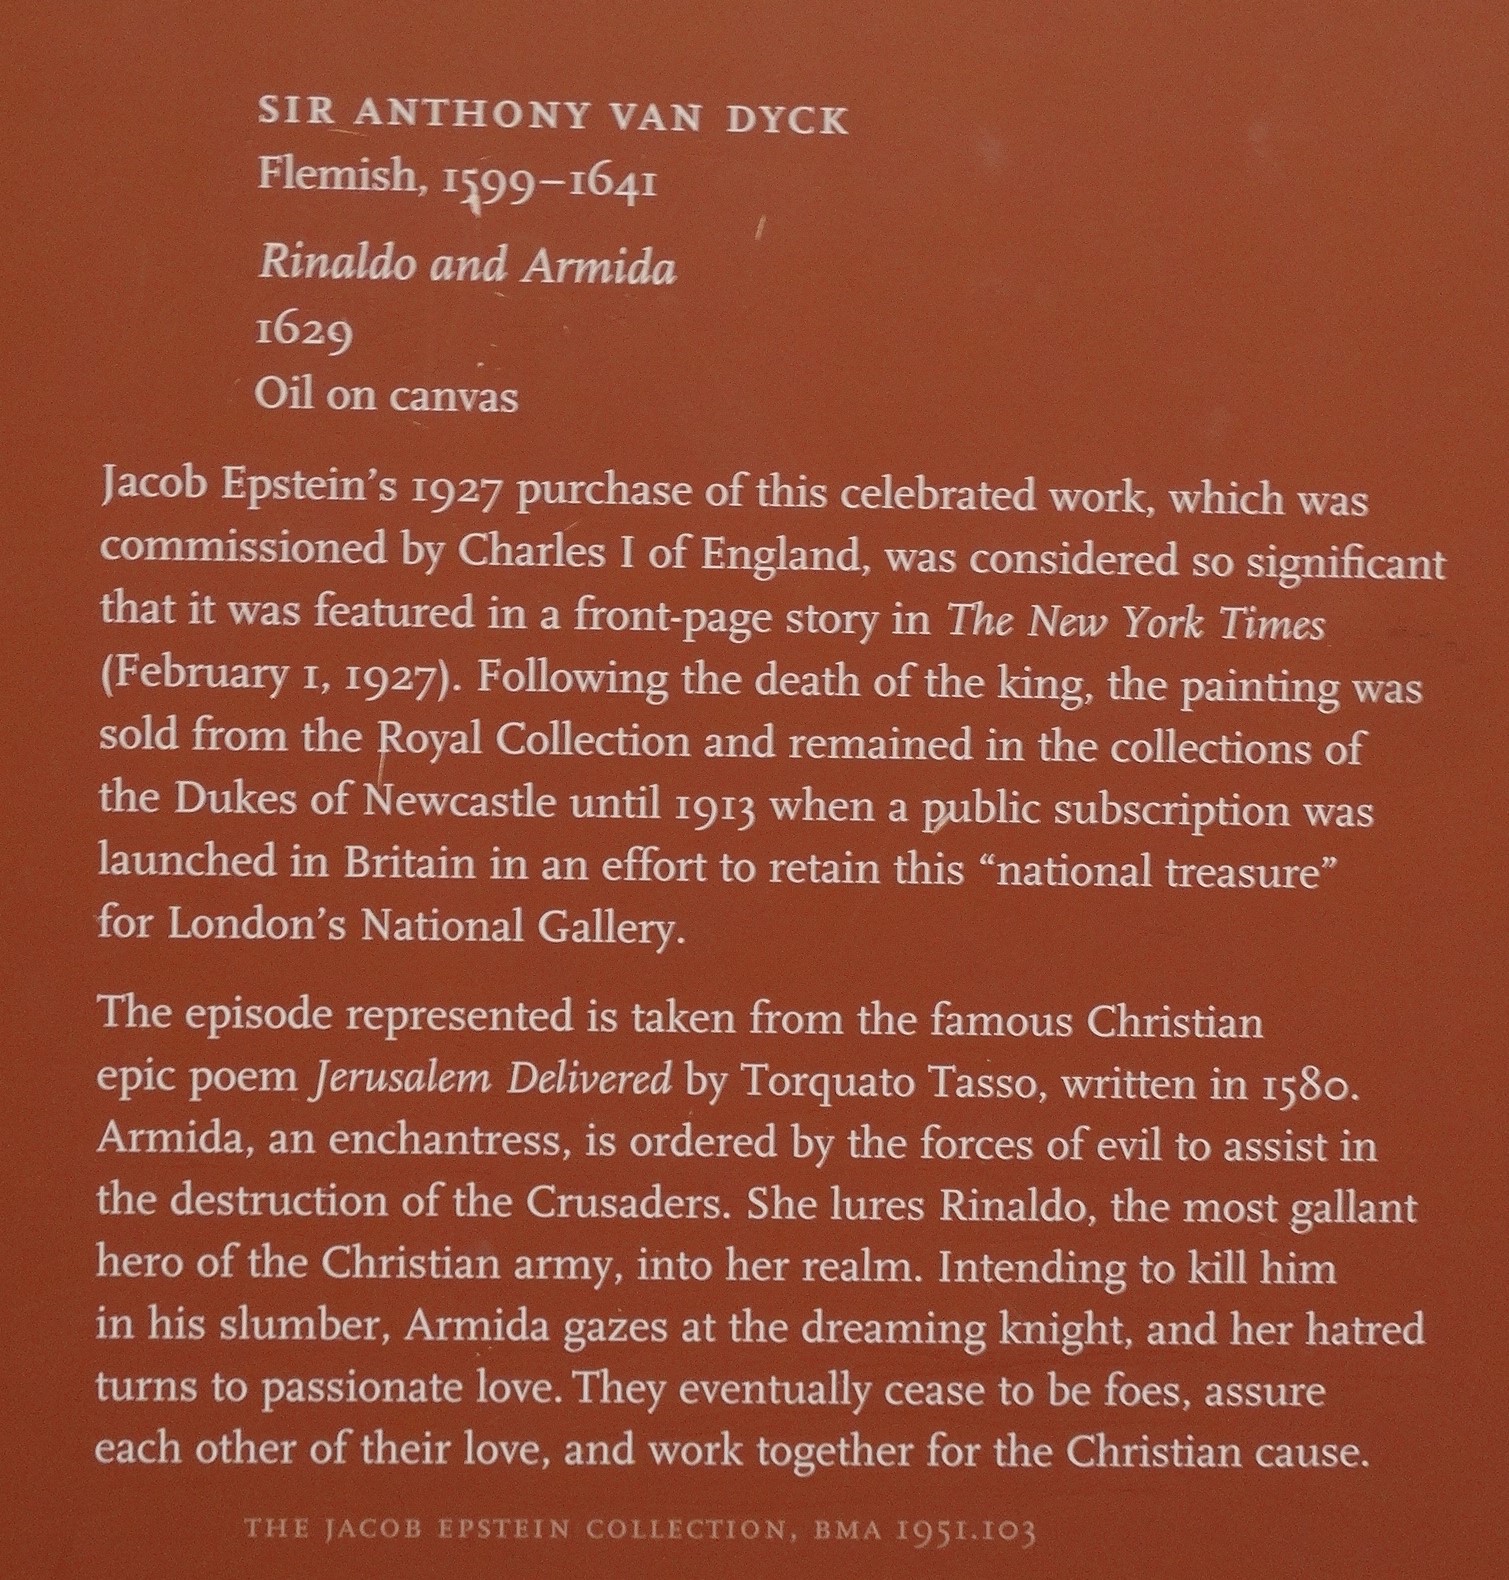 SIR ANTHONY VAN DYCK
Flemish, 1599–1641
Rinaldo and Armida
1629
Oil on canvas
Jacob Epstein’s 1927 purchase of this celebrated work, which was
commissioned by Charles I of England, was considered so significant
that it was featured in a front-page story in The New York Times
(February 1, 1927). Following the death of the king, the painting was
sold from the Royal Collection and remained in the collections of
the Dukes of Newcastle until 1913 when a public subscription was
launched in Britain in an effort to retain this “national treasure”
for London’s National Gallery.
The episode represented is taken from the famous Christian
epic poem Jerusalem Delivered by Torquato Tasso, written in 1580.
Armida, an enchantress, is ordered by the forces of evil to assist in
the destruction of the Crusaders. She lures Rinaldo, the most gallant
hero of the Christian army, into her realm. Intending to kill him
in his slumber, Armida gazes at the dreaming knight, and her hatred
turns to passionate love. They eventually cease to be foes, assure
each other of their love, and work together for the Christian cause.
THE JACOB EPSTEIN COLLECTION, BMA 1951.103